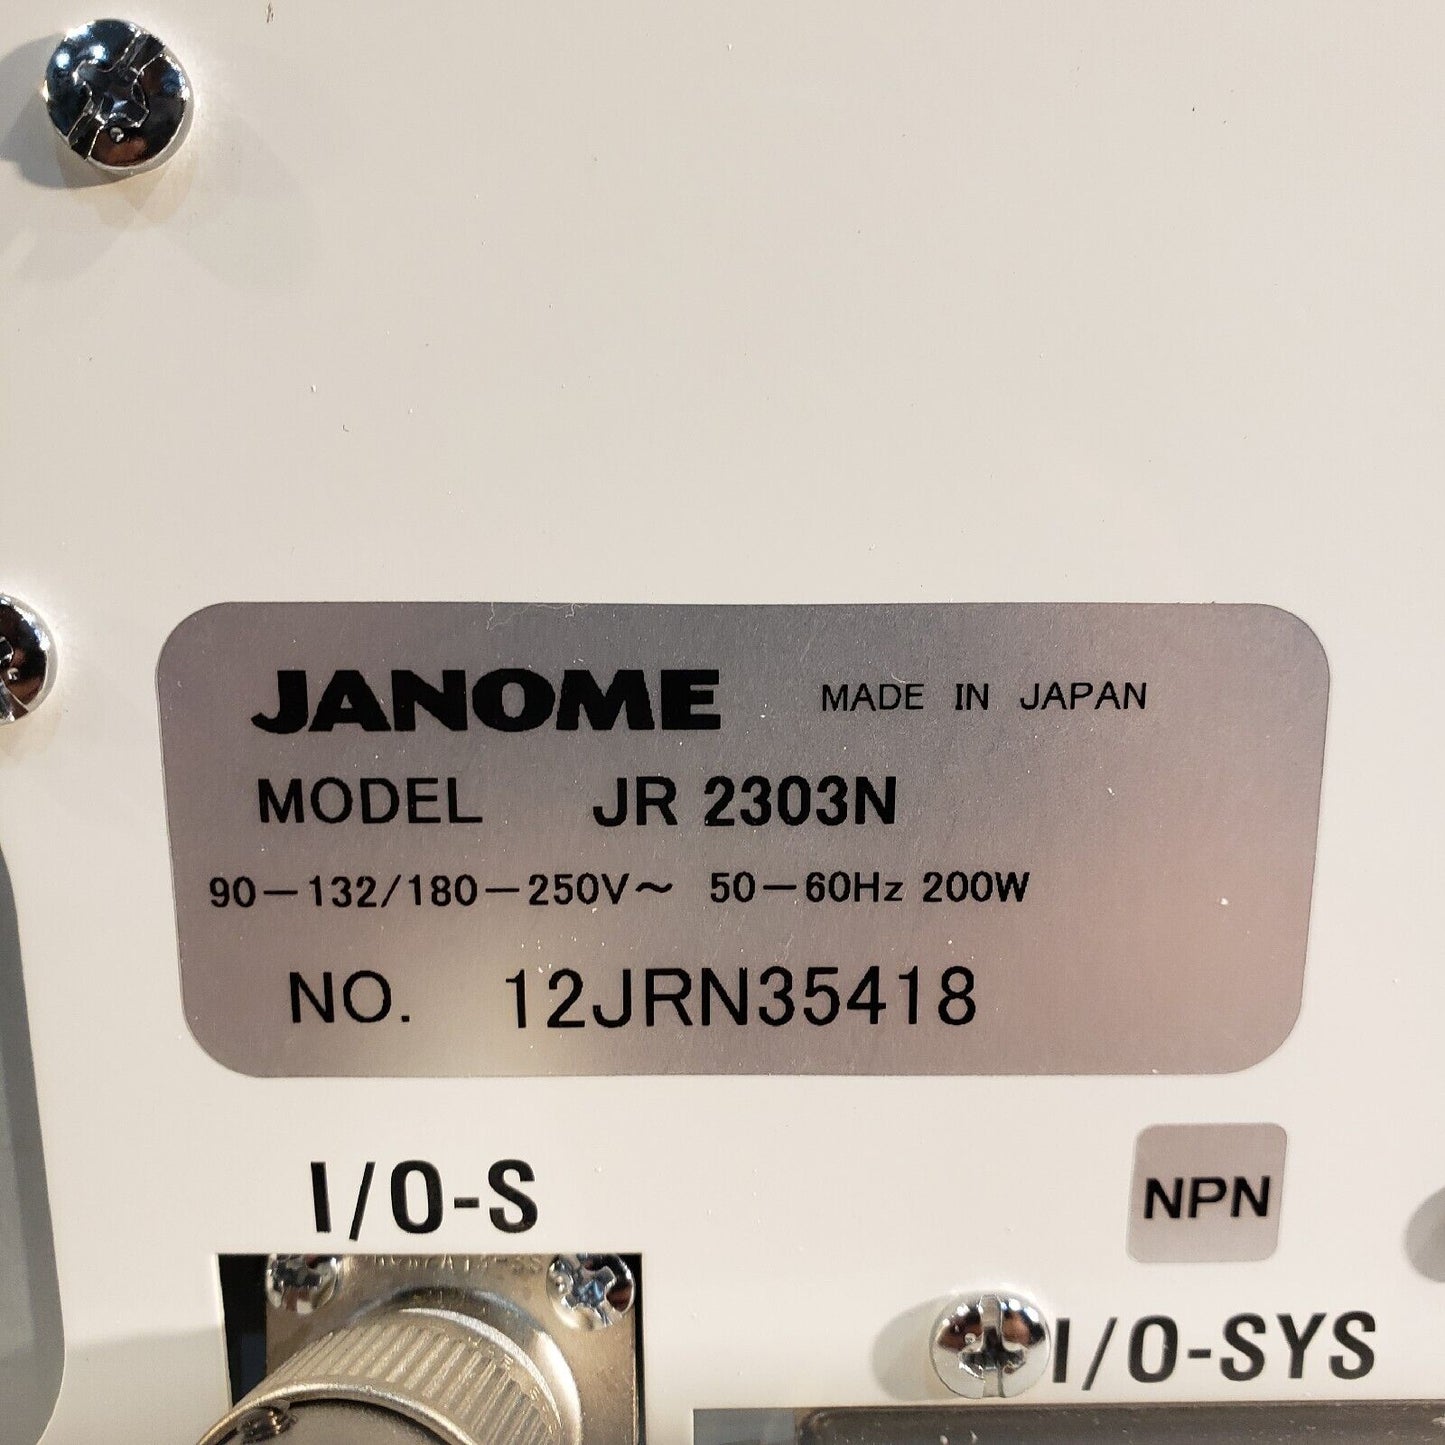 JANOME MADE IN JAPAN
MODEL JR 2303N
90-132/180-250V~ 50-60Hz 200W
NO. 12JRN35418
I/O-S
NPN
I/O-SYS